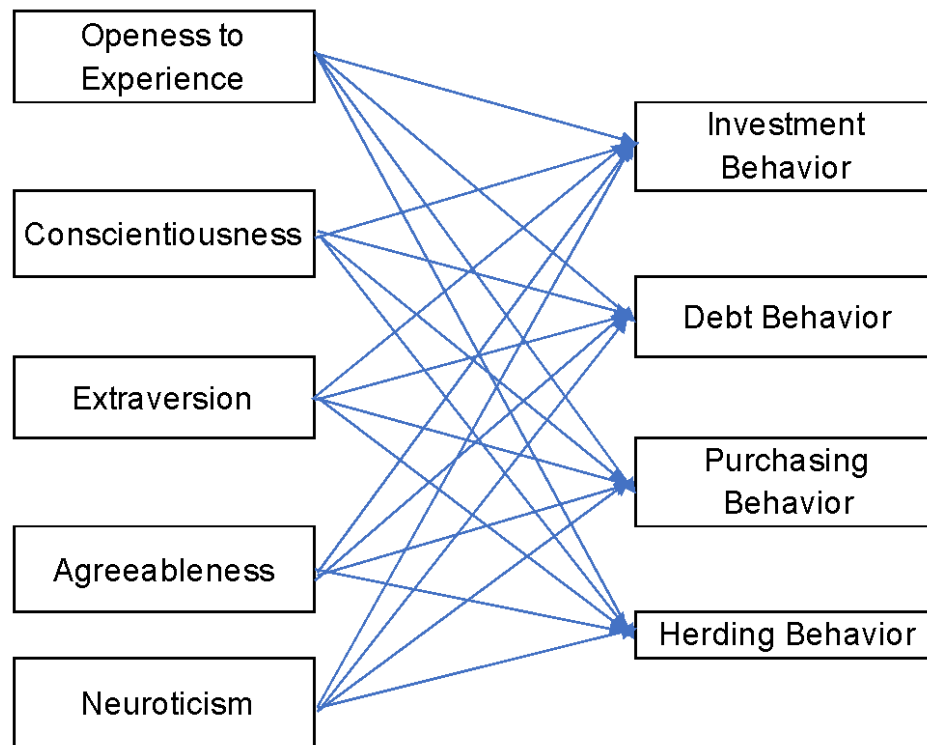 Openess to
Experience
Conscientiousness
Extraversion
Agreeableness
Neuroticism
Investment
Behavior
Debt Behavior
Purchasing
Behavior
Herding Behavior